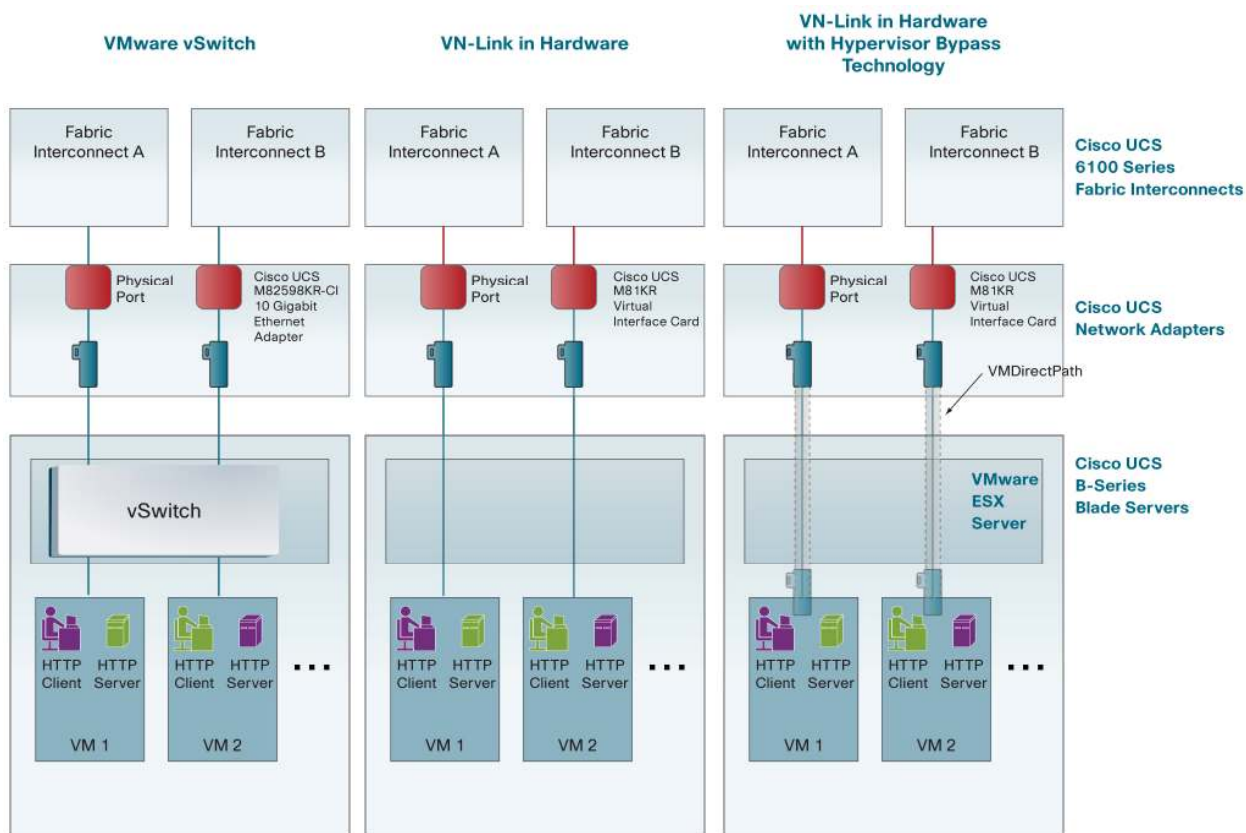 VMware vSwitch
VN-Link in Hardware
VN-Link in Hardware
with Hypervisor Bypass
Technology
Fabric
Interconnect A
Fabric
Interconnect B
Fabric
Interconnect A
Fabric
Interconnect B
Fabric
Interconnect A
Fabric
Interconnect B
Cisco UCS
6100 Series
Fabric Interconnects
Physical
Port
Cisco UCS
M82598KR-CI
10 Gigabit
Ethernet
Adapter
Physical
Port
Cisco UCS
M81KR
Virtual
Interface Card
Physical
Port
Cisco UCS
M81KR
Virtual
Interface Card
Cisco UCS
Network Adapters
VMDirectPath
vSwitch
VMware
ESX
Server
Cisco UCS
B-Series
Blade Servers
HTTP
Client
HTTP
Server
VM 1
HTTP
Client
HTTP
Server
VM 2
...
HTTP
Client
HTTP
Server
VM 1
HTTP
Client
HTTP
Server
VM 2
...
HTTP
Client
HTTP
Server
VM 1
HTTP
Client
HTTP
Server
VM 2
...